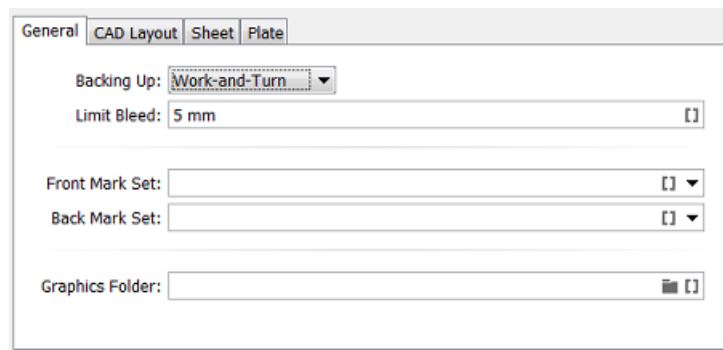 General CAD Layout Sheet Plate
Backing Up: Work-and-Turn
Limit Bleed: 5 mm
Front Mark Set:
Back Mark Set:
Graphics Folder: